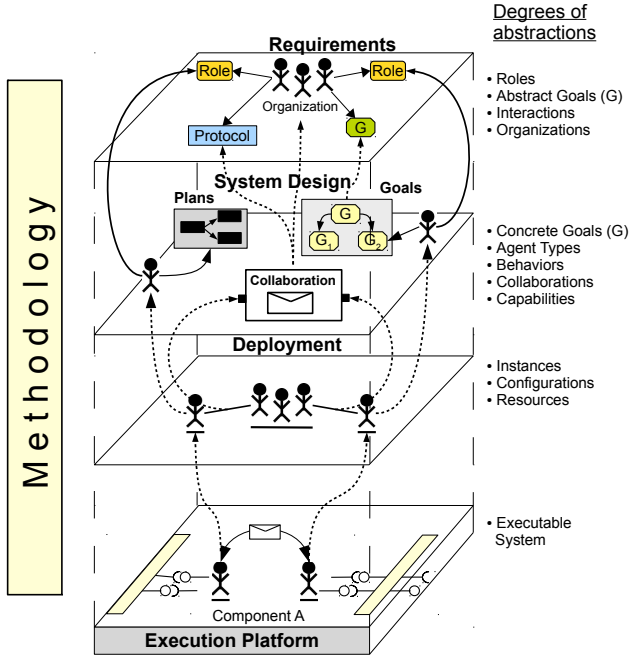 Degrees of
abstractions
Requirements
Role
Role
Organization
Protocol
G
• Roles
• Abstract Goals (G)
• Interactions
• Organizations
Methodology
System Design
Plans
Goals
G
G1
G2
Collaboration
• Concrete Goals (G)
• Agent Types
• Behaviors
• Collaborations
• Capabilities
Deployment
• Instances
• Configurations
• Resources
• Executable
System
Component A
Execution Platform